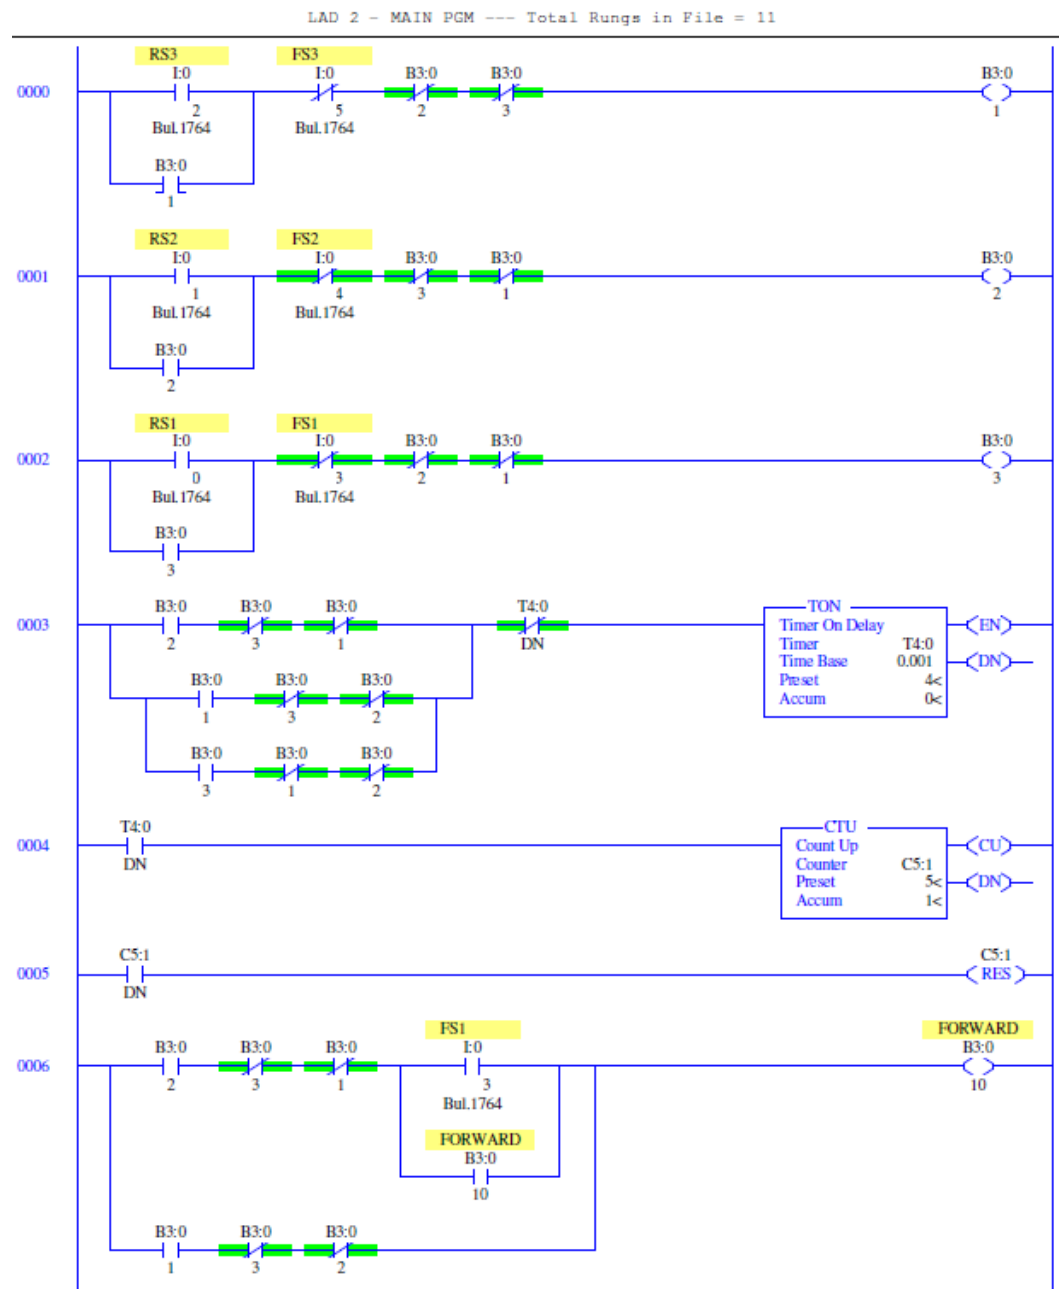 LAD 2 - MAIN PGM --- Total Rungs in File = 11
RS3 FS3
I:0 I:0 B3:0 B3:0 B3:0
0000
2 5 2 3 1
Bul.1764 Bul.1764
B3:0
1
RS2 FS2
I:0 I:0 B3:0 B3:0 B3:0
0001
1 4 3 1 2
Bul.1764 Bul.1764
B3:0
2
RS1 FS1
I:0 I:0 B3:0 B3:0 B3:0
0002
0 3 2 1 3
Bul.1764 Bul.1764
B3:0
3
B3:0 B3:0 B3:0 T4:0 TON
0003 Timer On Delay EN
2 3 1 DN Timer T4:0
Time Base 0.001 DN
B3:0 B3:0 B3:0 Preset 4<
Accum 0<
1 3 2
B3:0 B3:0 B3:0
3 1 2
T4:0 CTU
0004 Count Up CU
DN Counter C5:1
Preset 5< DN
Accum 1<
C5:1 C5:1
0005 RES
DN
FS1 FORWARD
B3:0 B3:0 B3:0 I:0 B3:0
0006
2 3 1 3 10
Bul.1764
FORWARD
B3:0
10
B3:0 B3:0 B3:0
1 3 2